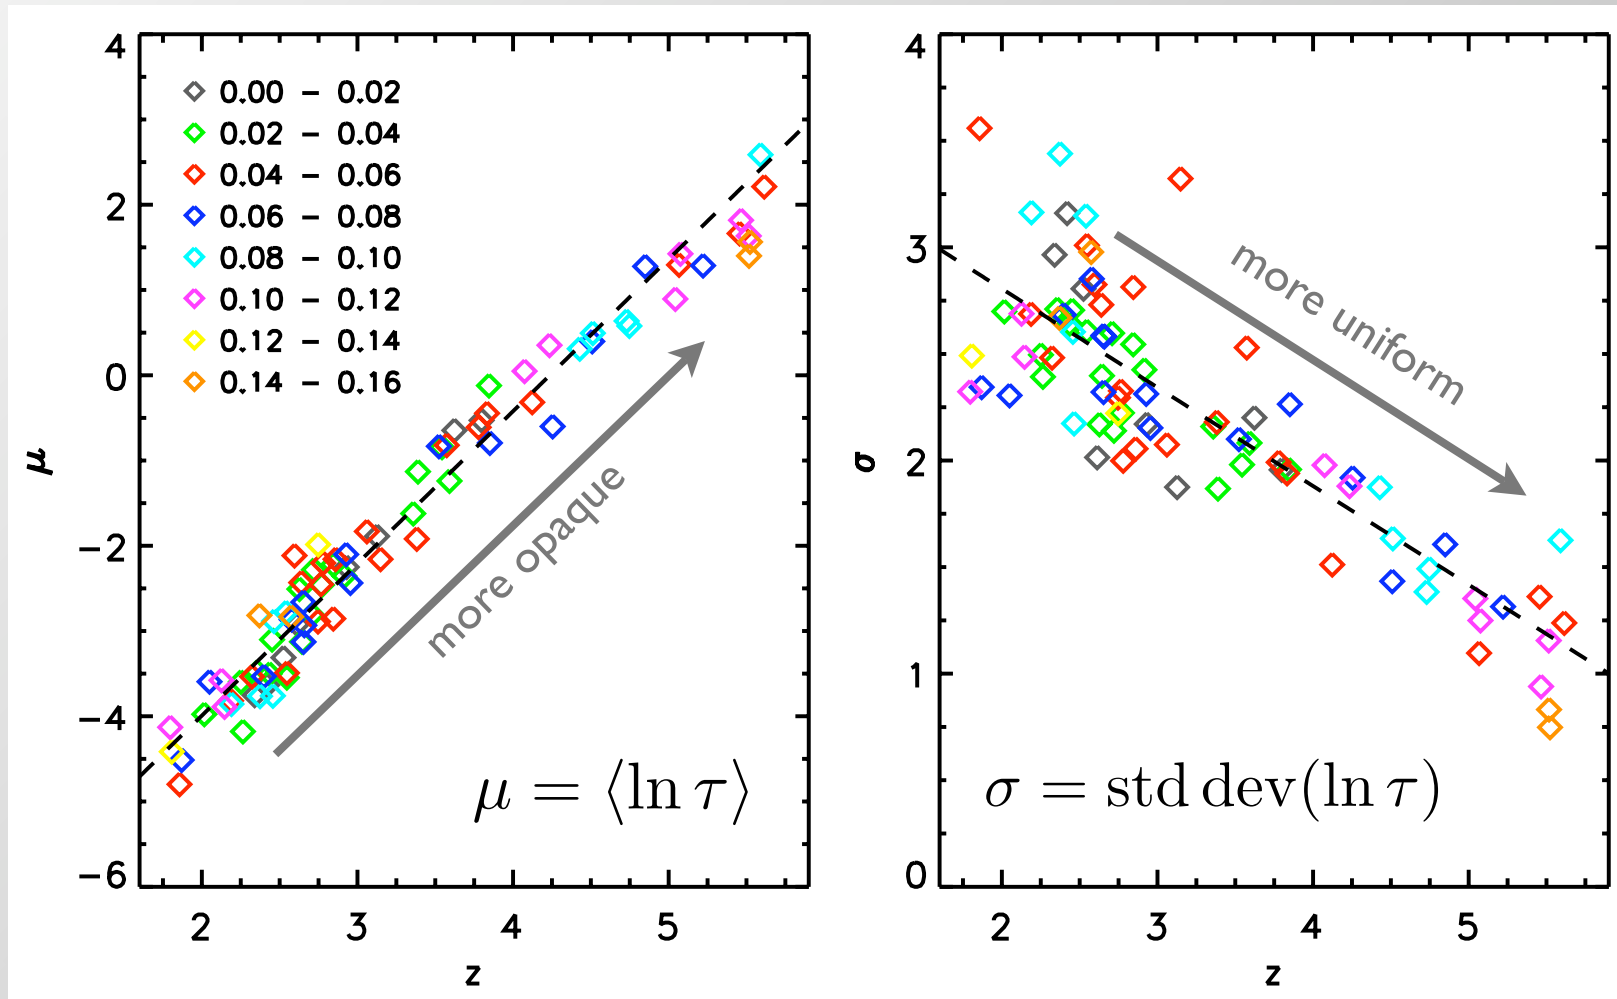 4
2
0
−2
−4
−6
μ
0.00 − 0.02
0.02 − 0.04
0.04 − 0.06
0.06 − 0.08
0.08 − 0.10
0.10 − 0.12
0.12 − 0.14
0.14 − 0.16
more opaque
μ = ⟨ln τ⟩
2 3 4 5
z
4
3
2
1
0
σ
more uniform
σ = std dev(ln τ)
2 3 4 5
z